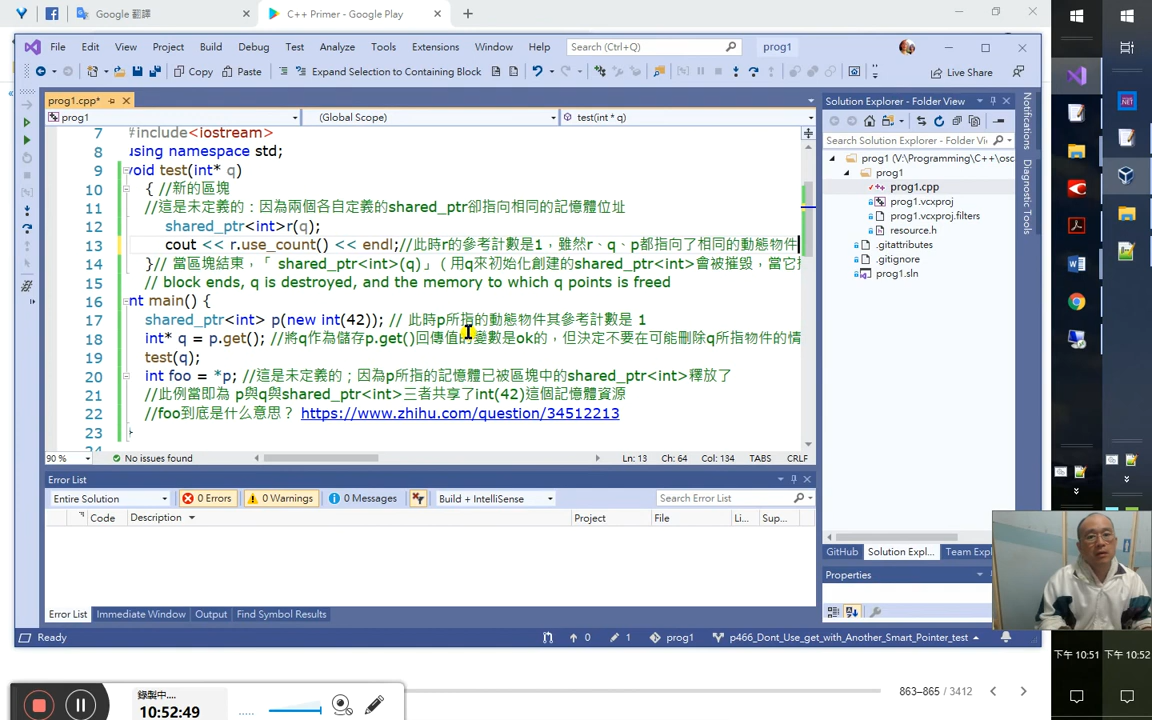 Google 翻譯
C++ Primer - Google Play
File Edit View Project Build Debug Test Analyze Tools Extensions Window Help Search (Ctrl+Q) prog1
Copy Paste Expand Selection to Containing Block Live Share
prog1.cpp*
prog1 (Global Scope) test(int * q)
7 #include<iostream>
8 using namespace std;
9 void test(int* q)
10 { //新的區塊
11 //這是未定義的：因為兩個各自定義的shared_ptr卻指向相同的記憶體位址
12 shared_ptr<int>r(q);
13 cout << r.use_count() << endl;//此時r的參考計數是1，雖然r、q、p都指向了相同的動態物件
14 }// 當區塊結束，「 shared_ptr<int>(q)」( 用q來初始化創建的shared_ptr<int>會被摧毀，當它
15 // block ends, q is destroyed, and the memory to which q points is freed
16 nt main() {
17 shared_ptr<int> p(new int(42)); // 此時p所指的動態物件其參考計數是 1
18 int* q = p.get(); //將q作為儲存p.get()回傳值的變數是ok的，但決定不要在可能刪除q所指物件的情
19 test(q);
20 int foo = *p; //這是未定義的；因為p所指的記憶體已被區塊中的shared_ptr<int>釋放了
21 //此例當即為 p與q與shared_ptr<int>三者共享了int(42)這個記憶體資源
22 //foo到底是什么意思？ https://www.zhihu.com/question/34512213
23
90 % No issues found Ln: 13 Ch: 64 Col: 134 TABS CRLF
Error List
Entire Solution 0 Errors 0 Warnings 0 Messages Build + IntelliSense Search Error List
Code Description Project File Li... Sup...
Error List Immediate Window Output Find Symbol Results
Ready 0 1 prog1 p466_Dont_Use_get_with_Another_Smart_Pointer_test
Solution Explorer - Folder View
Search Solution Explorer - Folder View
prog1 (V:\Programming\C++\osc
prog1
prog1.cpp
prog1.vcxproj
prog1.vcxproj.filters
resource.h
.gitattributes
.gitignore
prog1.sln
GitHub Solution Expl... Team Expl
Properties
Notifications
Diagnostic Tools
下午 10:51 下午 10:52
錄製中....
10:52:49
863–865 / 3412